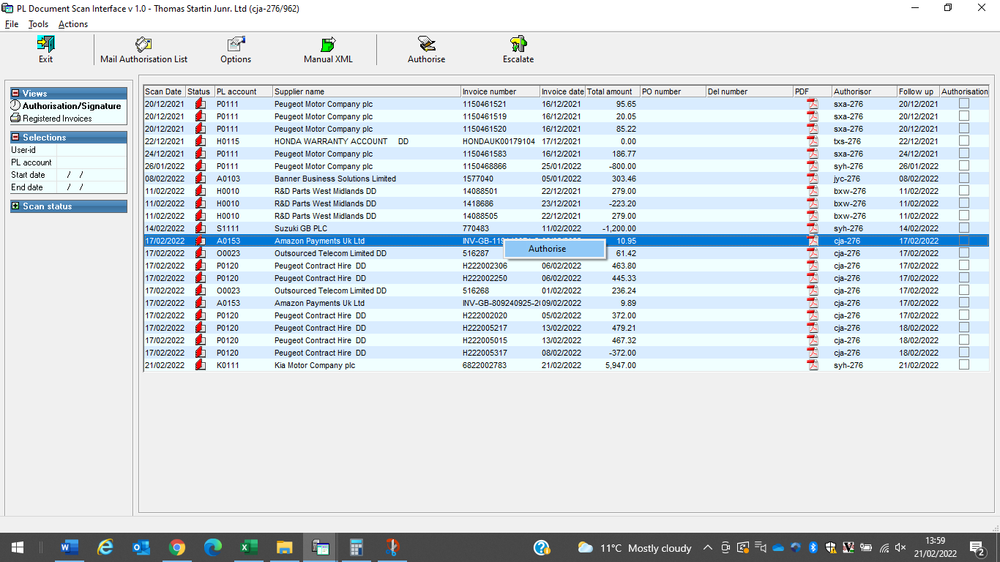 PL Document Scan Interface v 1.0 - Thomas Startin Junr. Ltd (cja-276/962)
File Tools Actions
Exit Mail Authorisation List Options Manual XML Authorise Escalate
Views
Authorisation/Signature
Registered Invoices
Selections
User-id
PL account
Start date / /
End date / /
Scan status
Scan Date Status PL account Supplier name Invoice number Invoice date Total amount PO number Del number PDF Authorisor Follow up Authorisation
20/12/2021 P0111 Peugeot Motor Company plc 1150461521 16/12/2021 95.65 sxa-276 20/12/2021
20/12/2021 P0111 Peugeot Motor Company plc 1150461519 16/12/2021 20.05 sxa-276 20/12/2021
20/12/2021 P0111 Peugeot Motor Company plc 1150461520 16/12/2021 85.22 sxa-276 20/12/2021
22/12/2021 H0115 HONDA WARRANTY ACCOUNT DD HONDAUK00179104 17/12/2021 0.00 txs-276 22/12/2021
24/12/2021 P0111 Peugeot Motor Company plc 1150461583 16/12/2021 186.77 sxa-276 24/12/2021
26/01/2022 P0111 Peugeot Motor Company plc 1150468866 25/01/2022 -800.00 syh-276 26/01/2022
08/02/2022 A0103 Banner Business Solutions Limited 1577040 05/01/2022 303.46 jyc-276 08/02/2022
11/02/2022 H0010 R&D Parts West Midlands DD 14088501 22/12/2021 279.00 bxw-276 11/02/2022
11/02/2022 H0010 R&D Parts West Midlands DD 1418686 23/12/2021 -223.20 bxw-276 11/02/2022
11/02/2022 H0010 R&D Parts West Midlands DD 14088505 22/12/2021 279.00 bxw-276 11/02/2022
14/02/2022 S1111 Suzuki GB PLC 770483 11/02/2022 -1,200.00 syh-276 14/02/2022
17/02/2022 A0153 Amazon Payments Uk Ltd 10.95 cja-276 17/02/2022
Authorise
17/02/2022 O0023 Outsourced Telecom Limited DD 516287 61.42 cja-276 17/02/2022
17/02/2022 P0120 Peugeot Contract Hire DD H222002306 06/02/2022 463.80 cja-276 17/02/2022
17/02/2022 P0120 Peugeot Contract Hire DD H222002250 06/02/2022 445.33 cja-276 17/02/2022
17/02/2022 O0023 Outsourced Telecom Limited DD 516268 01/02/2022 236.24 cja-276 17/02/2022
17/02/2022 A0153 Amazon Payments Uk Ltd INV-GB-809240925-2 09/02/2022 9.89 cja-276 17/02/2022
17/02/2022 P0120 Peugeot Contract Hire DD H222002020 05/02/2022 372.00 cja-276 17/02/2022
17/02/2022 P0120 Peugeot Contract Hire DD H222005217 13/02/2022 479.21 cja-276 18/02/2022
17/02/2022 P0120 Peugeot Contract Hire DD H222005015 13/02/2022 467.32 cja-276 18/02/2022
17/02/2022 P0120 Peugeot Contract Hire DD H222005317 08/02/2022 -372.00 cja-276 18/02/2022
21/02/2022 K0111 Kia Motor Company plc 6822002783 21/02/2022 5,947.00 syh-276 21/02/2022
11°C Mostly cloudy
13:59
21/02/2022
2